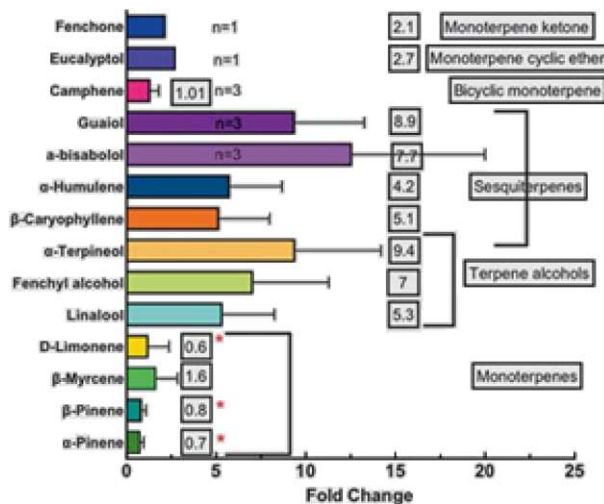 Fenchone n=1 2.1 Monoterpene ketone
Eucalyptol n=1 2.7 Monoterpene cyclic ether
Camphene 1.01 n=3 Bicyclic monoterpene
Guaiol n=3 8.9
a-bisabolol n=3 7.7
α-Humulene 4.2 Sesquiterpenes
β-Caryophyllene 5.1
α-Terpineol 9.4
Terpene alcohols
Fenchyl alcohol 7
Linalool 5.3
D-Limonene 0.6 *
β-Myrcene 1.6 Monoterpenes
β-Pinene 0.8 *
α-Pinene 0.7 *
0 5 10 15 20 25
Fold Change